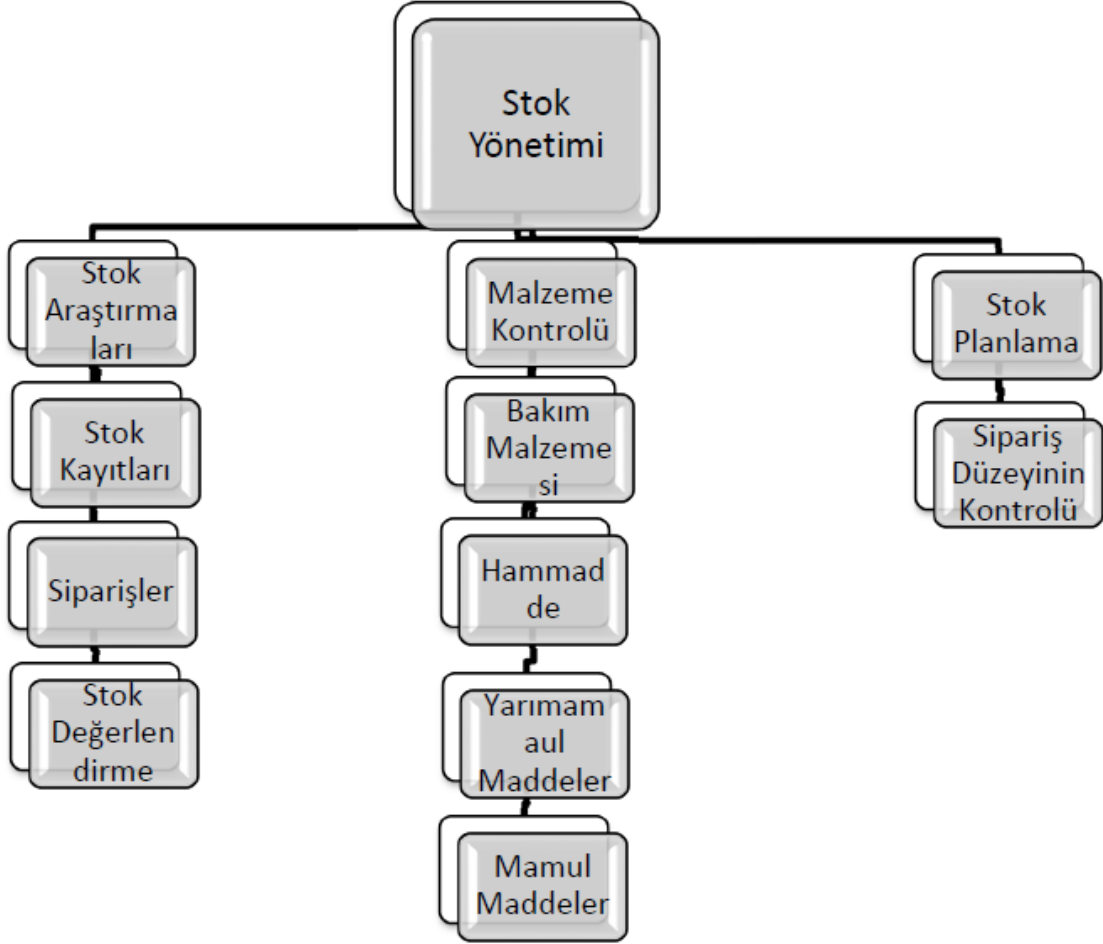 Stok
Yönetimi
Stok
Araştırma
ları
Stok
Kayıtları
Siparişler
Stok
Değerlen
dirme
Malzeme
Kontrolü
Bakım
Malzeme
si
Hammad
de
Yarımam
aul
Maddeler
Mamul
Maddeler
Stok
Planlama
Sipariş
Düzeyinin
Kontrolü